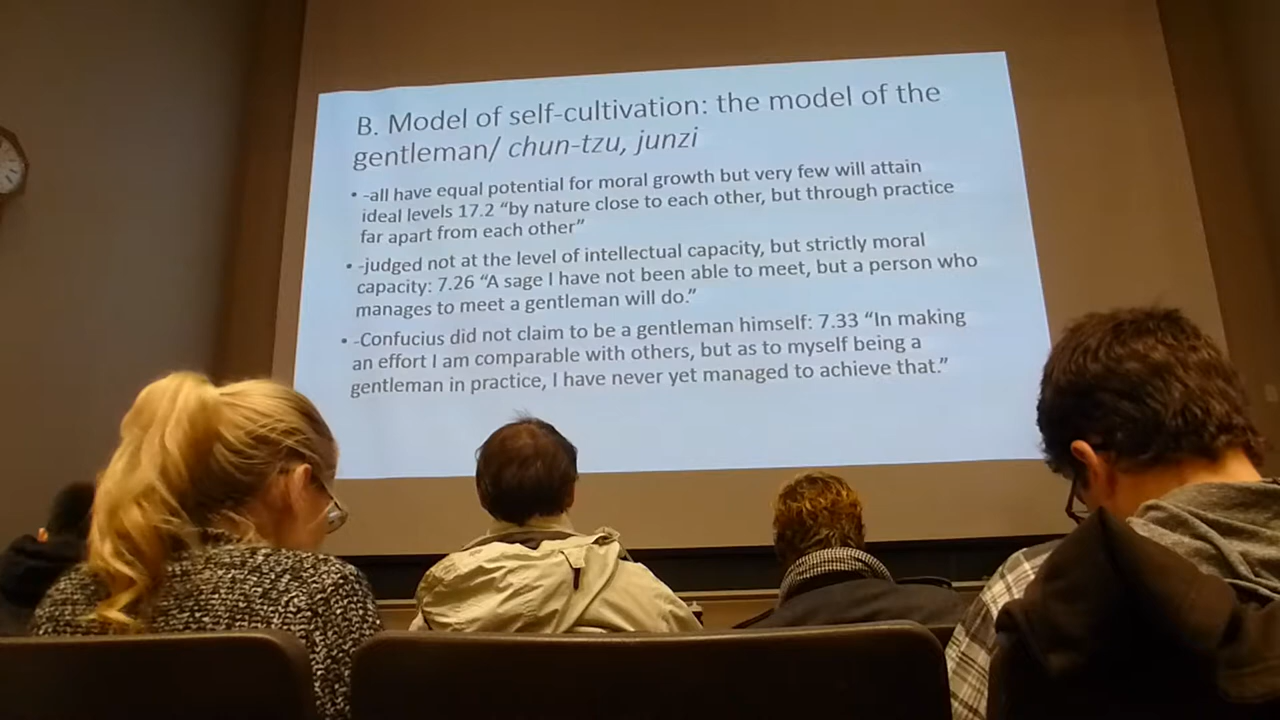 B. Model of self-cultivation: the model of the
gentleman/ chun-tzu, junzi
• -all have equal potential for moral growth but very few will attain
ideal levels 17.2 “by nature close to each other, but through practice
far apart from each other”
• -judged not at the level of intellectual capacity, but strictly moral
capacity: 7.26 “A sage I have not been able to meet, but a person who
manages to meet a gentleman will do.”
• -Confucius did not claim to be a gentleman himself: 7.33 “In making
an effort I am comparable with others, but as to myself being a
gentleman in practice, I have never yet managed to achieve that.”